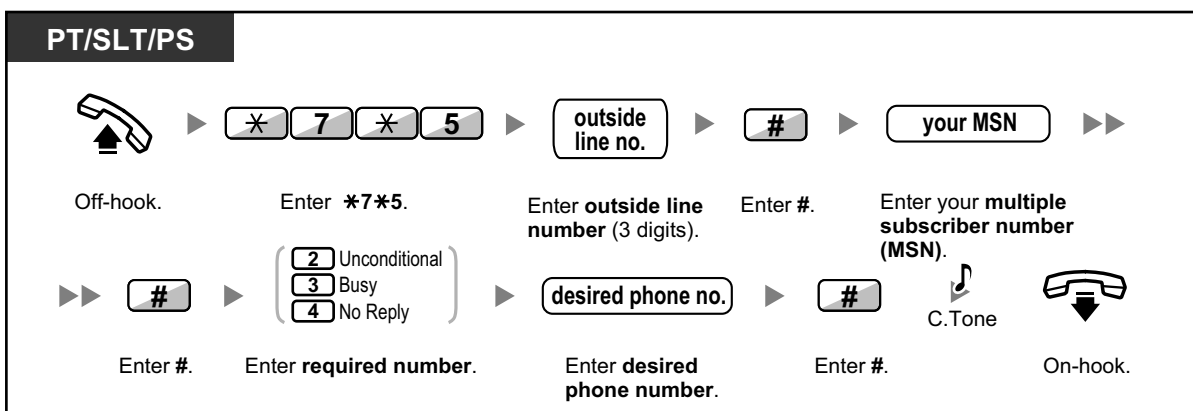 PT/SLT/PS
✳ 7 ✳ 5
outside
line no.
#
your MSN
Off-hook.
Enter ✳7✳5.
Enter outside line
number (3 digits).
Enter #.
Enter your multiple
subscriber number
(MSN).
#
2 Unconditional
3 Busy
4 No Reply
desired phone no.
#
C.Tone
Enter #.
Enter required number.
Enter desired
phone number.
Enter #.
On-hook.